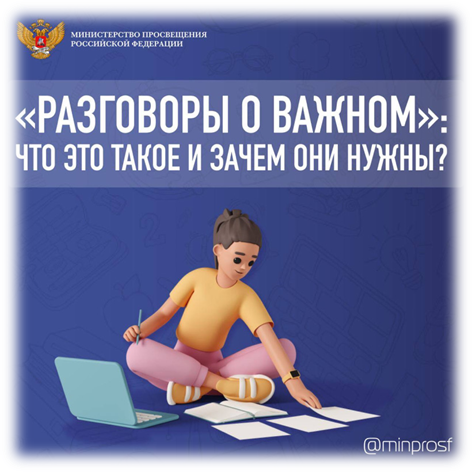 МИНИСТЕРСТВО ПРОСВЕЩЕНИЯ
РОССИЙСКОЙ ФЕДЕРАЦИИ
«РАЗГОВОРЫ О ВАЖНОМ»:
ЧТО ЭТО ТАКОЕ И ЗАЧЕМ ОНИ НУЖНЫ?
@minprosf